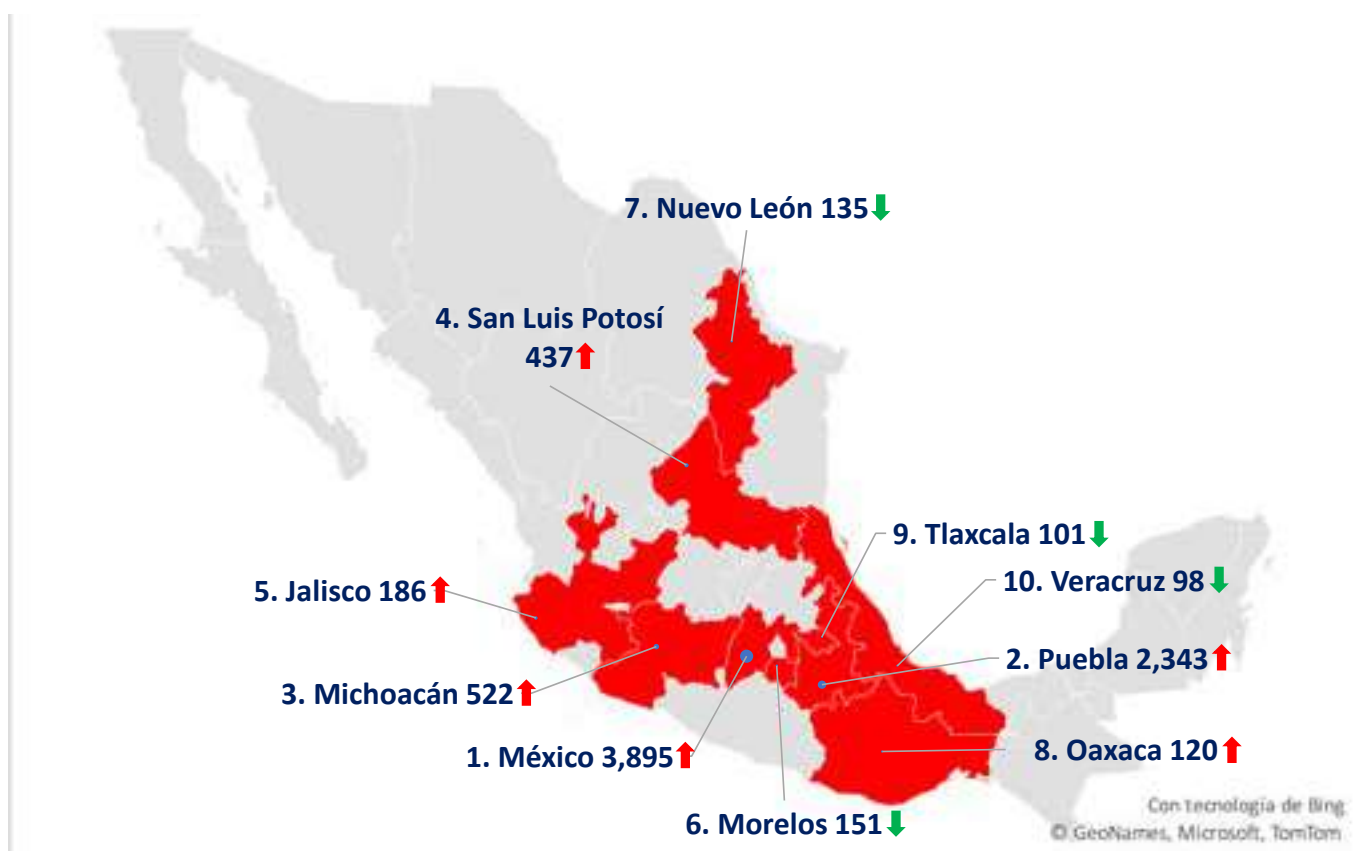 7. Nuevo León 135
4. San Luis Potosí
437
9. Tlaxcala 101
5. Jalisco 186
10. Veracruz 98
2. Puebla 2,343
3. Michoacán 522
1. México 3,895
8. Oaxaca 120
6. Morelos 151
Con tecnología de Bing
© GeoNames, Microsoft, TomTom